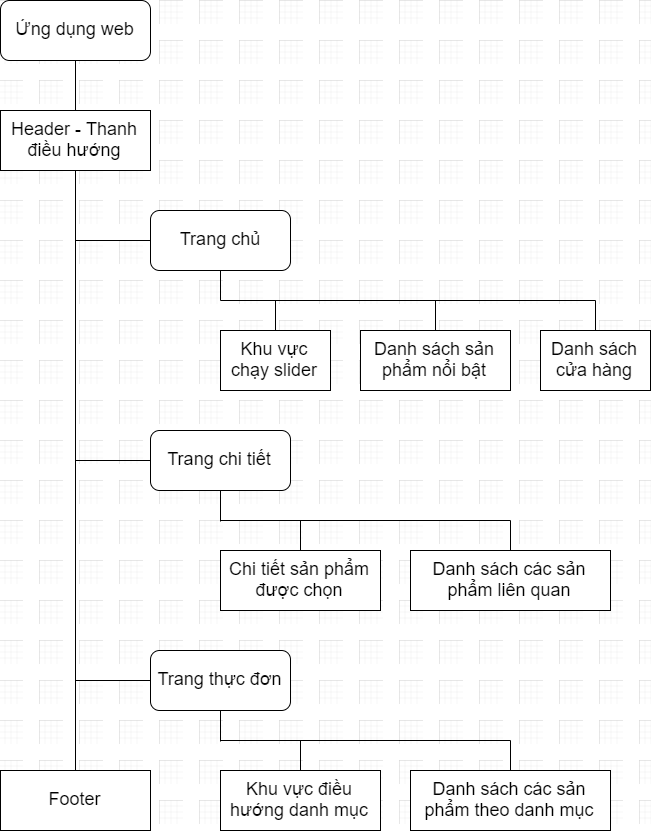 Ứng dụng web
Header - Thanh
điều hướng
Trang chủ
Khu vực
chạy slider
Danh sách sản
phẩm nổi bật
Danh sách
cửa hàng
Trang chi tiết
Chi tiết sản phẩm
được chọn
Danh sách các sản
phẩm liên quan
Trang thực đơn
Khu vực điều
hướng danh mục
Danh sách các sản
phẩm theo danh mục
Footer